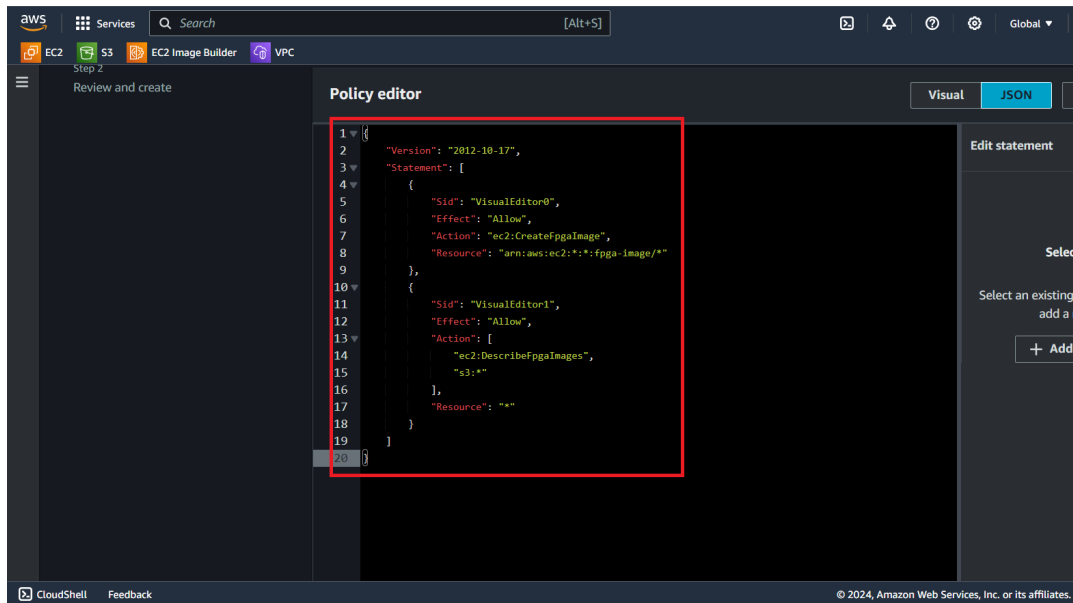 aws Services Search [Alt+S] Global ▼
EC2 S3 EC2 Image Builder VPC
Step 2
Review and create
Policy editor
Visual JSON
1 {
2 "Version": "2012-10-17",
3 "Statement": [
4 {
5 "Sid": "VisualEditor0",
6 "Effect": "Allow",
7 "Action": "ec2:CreateFpgaImage",
8 "Resource": "arn:aws:ec2:*:*:fpga-image/*"
9 },
10 {
11 "Sid": "VisualEditor1",
12 "Effect": "Allow",
13 "Action": [
14 "ec2:DescribeFpgaImages",
15 "s3:*"
16 ],
17 "Resource": "*"
18 }
19 ]
20 }
Edit statement
Selec
Select an existing
add a
+ Add
CloudShell Feedback © 2024, Amazon Web Services, Inc. or its affiliates.